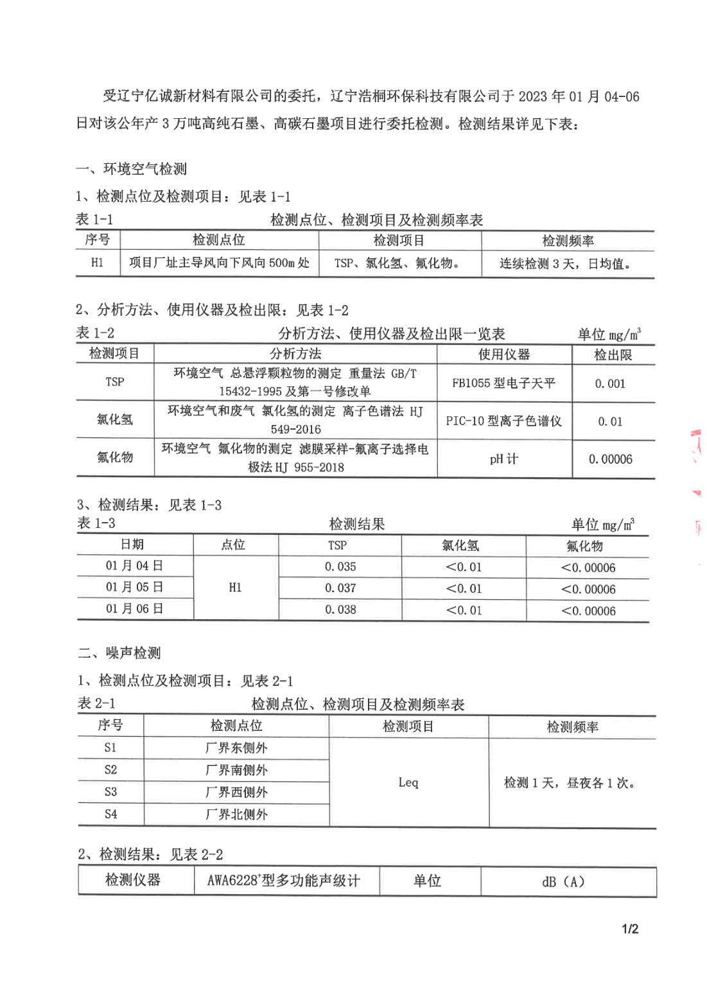 受辽宁亿诚新材料有限公司的委托，辽宁浩桐环保科技有限公司于 2023 年 01 月 04-06
日对该公年产 3 万吨高纯石墨、高碳石墨项目进行委托检测。检测结果详见下表：
一、环境空气检测
1、检测点位及检测项目：见表 1-1
表 1-1 检测点位、检测项目及检测频率表
序号 检测点位 检测项目 检测频率
H1 项目厂址主导风向下风向 500m 处 TSP、氯化氢、氟化物。 连续检测 3 天，日均值。
2、分析方法、使用仪器及检出限：见表 1-2
表 1-2 分析方法、使用仪器及检出限一览表 单位 mg/m³
检测项目 分析方法 使用仪器 检出限
TSP 环境空气 总悬浮颗粒物的测定 重量法 GB/T
15432-1995 及第一号修改单 FB1055 型电子天平 0.001
氯化氢 环境空气和废气 氯化氢的测定 离子色谱法 HJ
549-2016 PIC-10 型离子色谱仪 0.01
氟化物 环境空气 氟化物的测定 滤膜采样-氟离子选择电
极法 HJ 955-2018 pH 计 0.00006
3、检测结果：见表 1-3
表 1-3 检测结果 单位 mg/m³
日期 点位 TSP 氯化氢 氟化物
01 月 04 日 0.035 <0.01 <0.00006
01 月 05 日 H1 0.037 <0.01 <0.00006
01 月 06 日 0.038 <0.01 <0.00006
二、噪声检测
1、检测点位及检测项目：见表 2-1
表 2-1 检测点位、检测项目及检测频率表
序号 检测点位 检测项目 检测频率
S1 厂界东侧外
S2 厂界南侧外
Leq 检测 1 天，昼夜各 1 次。
S3 厂界西侧外
S4 厂界北侧外
2、检测结果：见表 2-2
检测仪器 AWA6228⁺型多功能声级计 单位 dB（A）
1/2